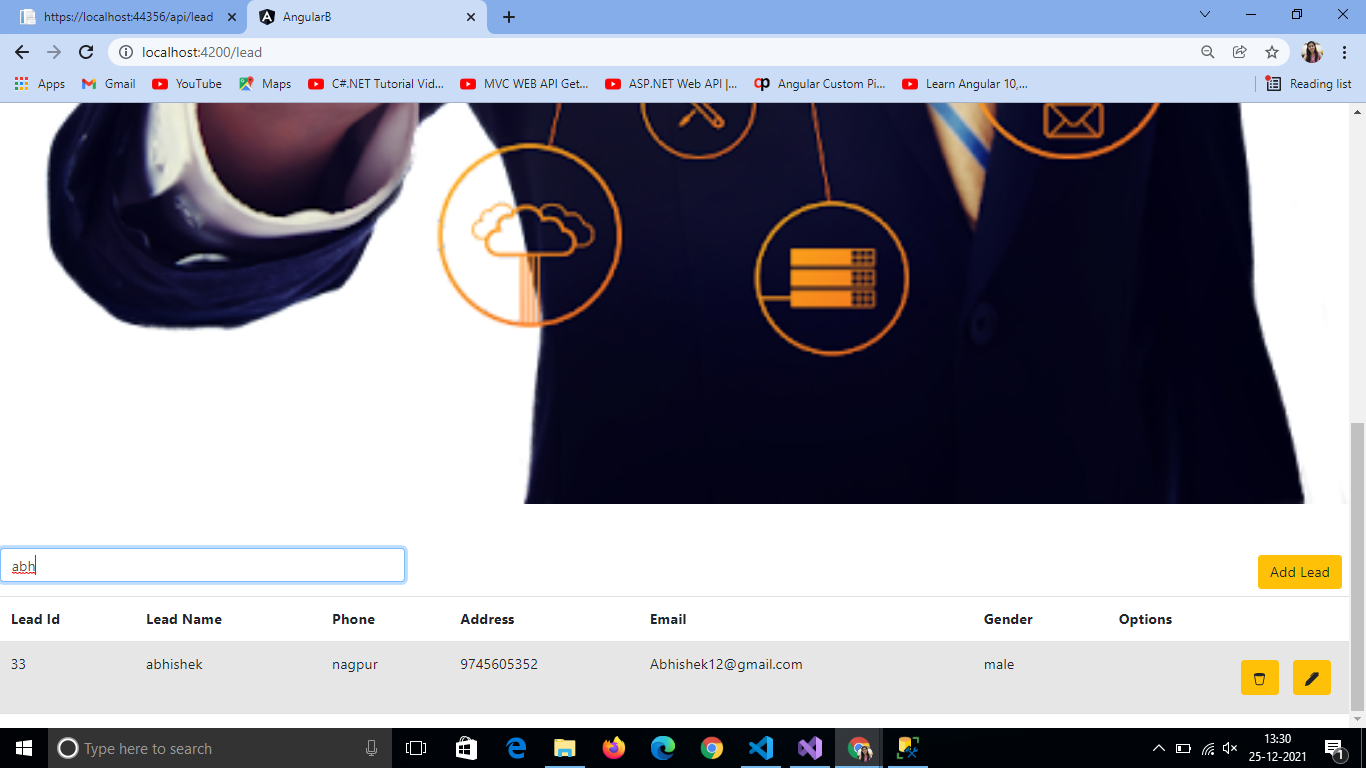 https://localhost:44356/api/lead
AngularB
localhost:4200/lead
Apps
Gmail
YouTube
Maps
C#.NET Tutorial Vid...
MVC WEB API Get...
ASP.NET Web API |...
Angular Custom Pi...
Learn Angular 10,...
Reading list
abh
Add Lead
Lead Id Lead Name Phone Address Email Gender Options
33 abhishek nagpur 9745605352 Abhishek12@gmail.com male
Type here to search
13:30
25-12-2021
1